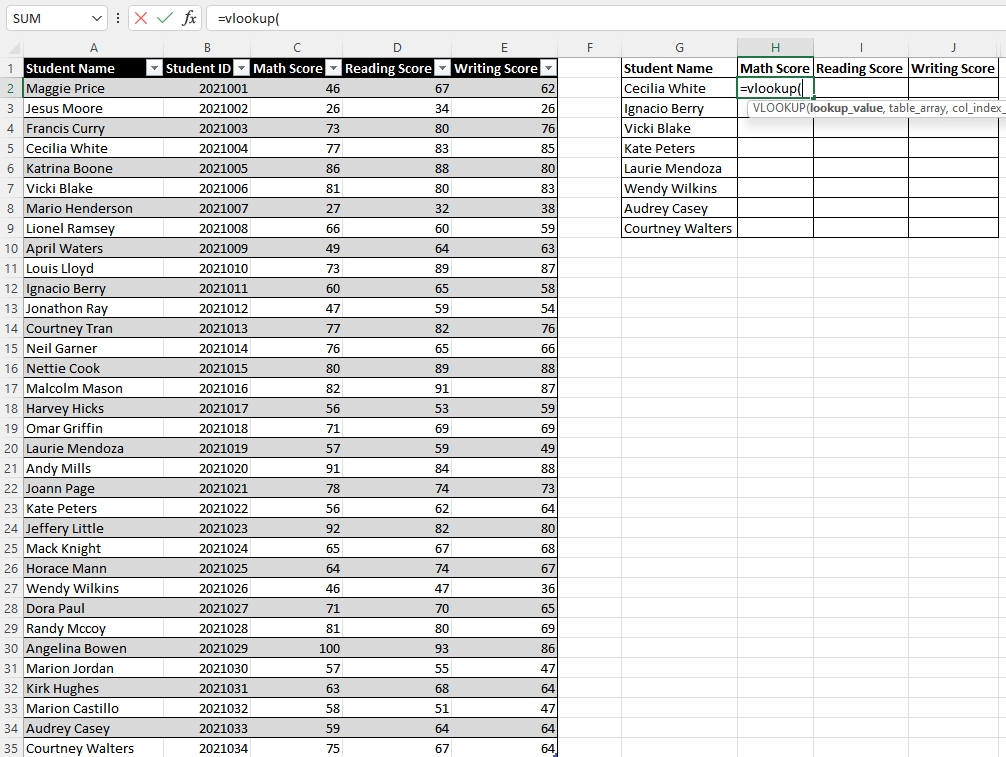 SUM fx =vlookup(
A B C D E F G H I J
1 Student Name Student ID Math Score Reading Score Writing Score Student Name Math Score Reading Score Writing Score
2 Maggie Price 2021001 46 67 62 Cecilia White =vlookup(
3 Jesus Moore 2021002 26 34 26 Ignacio Berry VLOOKUP(lookup_value, table_array, col_index_
4 Francis Curry 2021003 73 80 76 Vicki Blake
5 Cecilia White 2021004 77 83 85 Kate Peters
6 Katrina Boone 2021005 86 88 80 Laurie Mendoza
7 Vicki Blake 2021006 81 80 83 Wendy Wilkins
8 Mario Henderson 2021007 27 32 38 Audrey Casey
9 Lionel Ramsey 2021008 66 60 59 Courtney Walters
10 April Waters 2021009 49 64 63
11 Louis Lloyd 2021010 73 89 87
12 Ignacio Berry 2021011 60 65 58
13 Jonathon Ray 2021012 47 59 54
14 Courtney Tran 2021013 77 82 76
15 Neil Garner 2021014 76 65 66
16 Nettie Cook 2021015 80 89 88
17 Malcolm Mason 2021016 82 91 87
18 Harvey Hicks 2021017 56 53 59
19 Omar Griffin 2021018 71 69 69
20 Laurie Mendoza 2021019 57 59 49
21 Andy Mills 2021020 91 84 88
22 Joann Page 2021021 78 74 73
23 Kate Peters 2021022 56 62 64
24 Jeffery Little 2021023 92 82 80
25 Mack Knight 2021024 65 67 68
26 Horace Mann 2021025 64 74 67
27 Wendy Wilkins 2021026 46 47 36
28 Dora Paul 2021027 71 70 65
29 Randy Mccoy 2021028 81 80 69
30 Angelina Bowen 2021029 100 93 86
31 Marion Jordan 2021030 57 55 47
32 Kirk Hughes 2021031 63 68 64
33 Marion Castillo 2021032 58 51 47
34 Audrey Casey 2021033 59 64 64
35 Courtney Walters 2021034 75 67 64